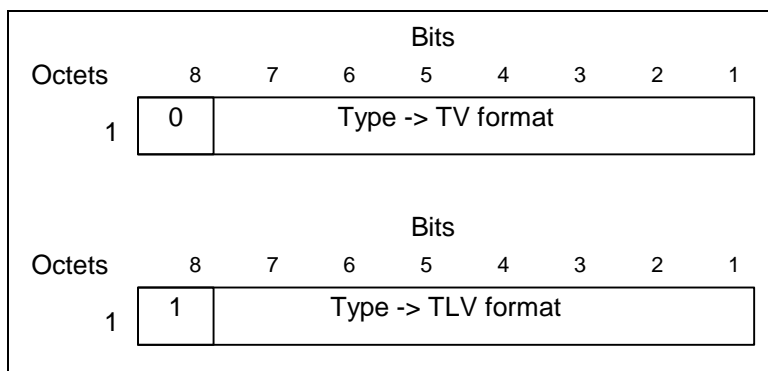 Bits
Octets 8 7 6 5 4 3 2 1
1 0 Type -> TV format
Bits
Octets 8 7 6 5 4 3 2 1
1 1 Type -> TLV format